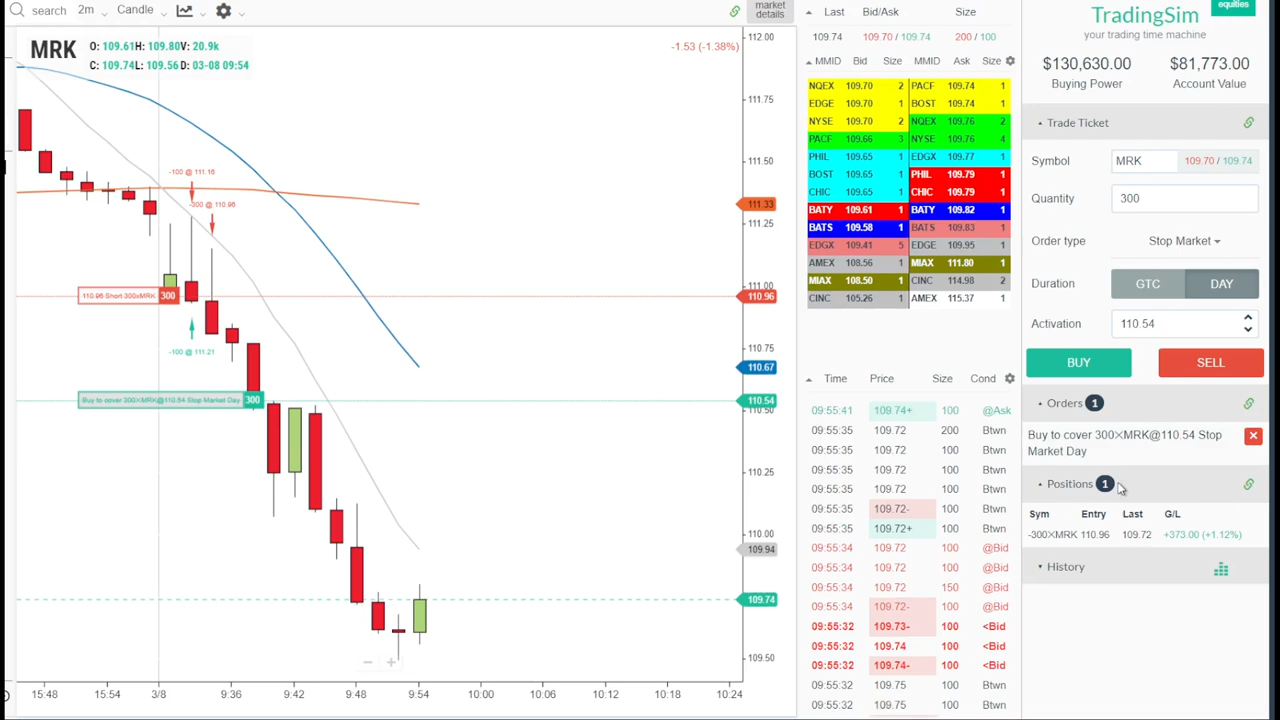 search 2m Candle market details
MRK O: 109.61H: 109.80V: 20.9k
C: 109.74L: 109.56 D: 03-08 09:54
-1.53 (-1.38%)
112.00
111.75
111.50
111.33
111.25
111.00
110.96
110.75
110.67
110.54
110.50
110.25
110.00
109.94
109.74
109.50
-100 @ 111.16
-300 @ 110.96
110.96 Short 300xMRK 300
-100 @ 111.21
Buy to cover 300XMRK@110.54 Stop Market Day 300
15:48 15:54 3/8 9:36 9:42 9:48 9:54 10:00 10:06 10:12 10:18 10:24
Last Bid/Ask Size
109.74 109.70 / 109.74 200 / 100
MMID Bid Size MMID Ask Size
NQEX 109.70 2 PACF 109.74 1
EDGE 109.70 1 BOST 109.74 1
NYSE 109.70 2 NQEX 109.76 2
PACF 109.66 3 NYSE 109.76 4
PHIL 109.65 1 EDGX 109.77 1
BOST 109.65 1 PHIL 109.79 1
CHIC 109.65 1 CHIC 109.79 1
BATY 109.61 1 BATY 109.82 1
BATS 109.58 1 BATS 109.83 1
EDGX 109.41 5 EDGE 109.95 1
AMEX 108.56 1 MIAX 111.80 1
MIAX 108.50 1 CINC 114.98 2
CINC 105.26 1 AMEX 115.37 1
Time Price Size Cond
09:55:41 109.74+ 100 @Ask
09:55:35 109.72 200 Btwn
09:55:35 109.72 100 Btwn
09:55:35 109.72 100 Btwn
09:55:35 109.72 100 Btwn
09:55:35 109.72- 100 Btwn
09:55:35 109.72+ 100 Btwn
09:55:34 109.72 100 @Bid
09:55:34 109.72 100 @Bid
09:55:34 109.72 150 @Bid
09:55:34 109.72- 100 @Bid
09:55:32 109.73- 100 <Bid
09:55:32 109.74 100 <Bid
09:55:32 109.74- 100 <Bid
09:55:32 109.75 100 Btwn
09:55:32 109.75 100 Btwn
equities
TradingSim
your trading time machine
$130,630.00 $81,773.00
Buying Power Account Value
Trade Ticket
Symbol MRK 109.70 / 109.74
Quantity 300
Order type Stop Market
Duration GTC DAY
Activation 110.54
BUY SELL
Orders 1
Buy to cover 300XMRK@110 54 Stop
Market Day
Positions 1
Sym Entry Last G/L
-300XMRK 110.96 109.72 +373.00 (+1.12%)
History